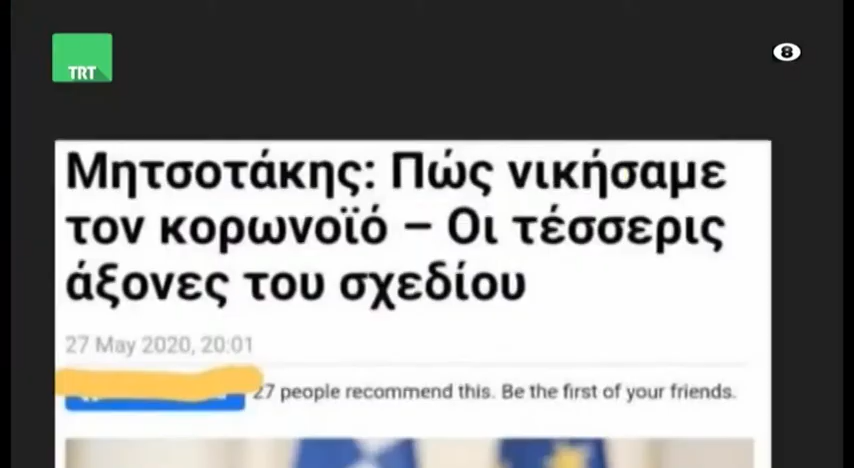 TRT
8
Μητσοτάκης: Πώς νικήσαμε
τον κορωνοϊό – Οι τέσσερις
άξονες του σχεδίου
27 May 2020, 20:01
27 people recommend this. Be the first of your friends.